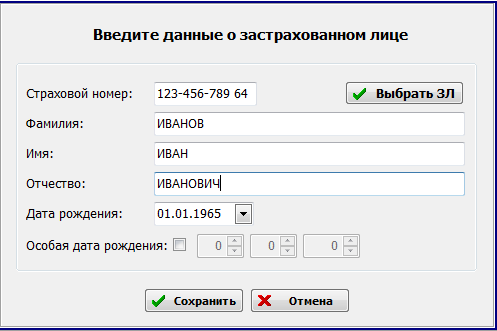 Введите данные о застрахованном лице
Страховой номер: 123-456-789 64 Выбрать ЗЛ
Фамилия: ИВАНОВ
Имя: ИВАН
Отчество: ИВАНОВИЧ
Дата рождения: 01.01.1965
Особая дата рождения: 0 0 0
Сохранить Отмена